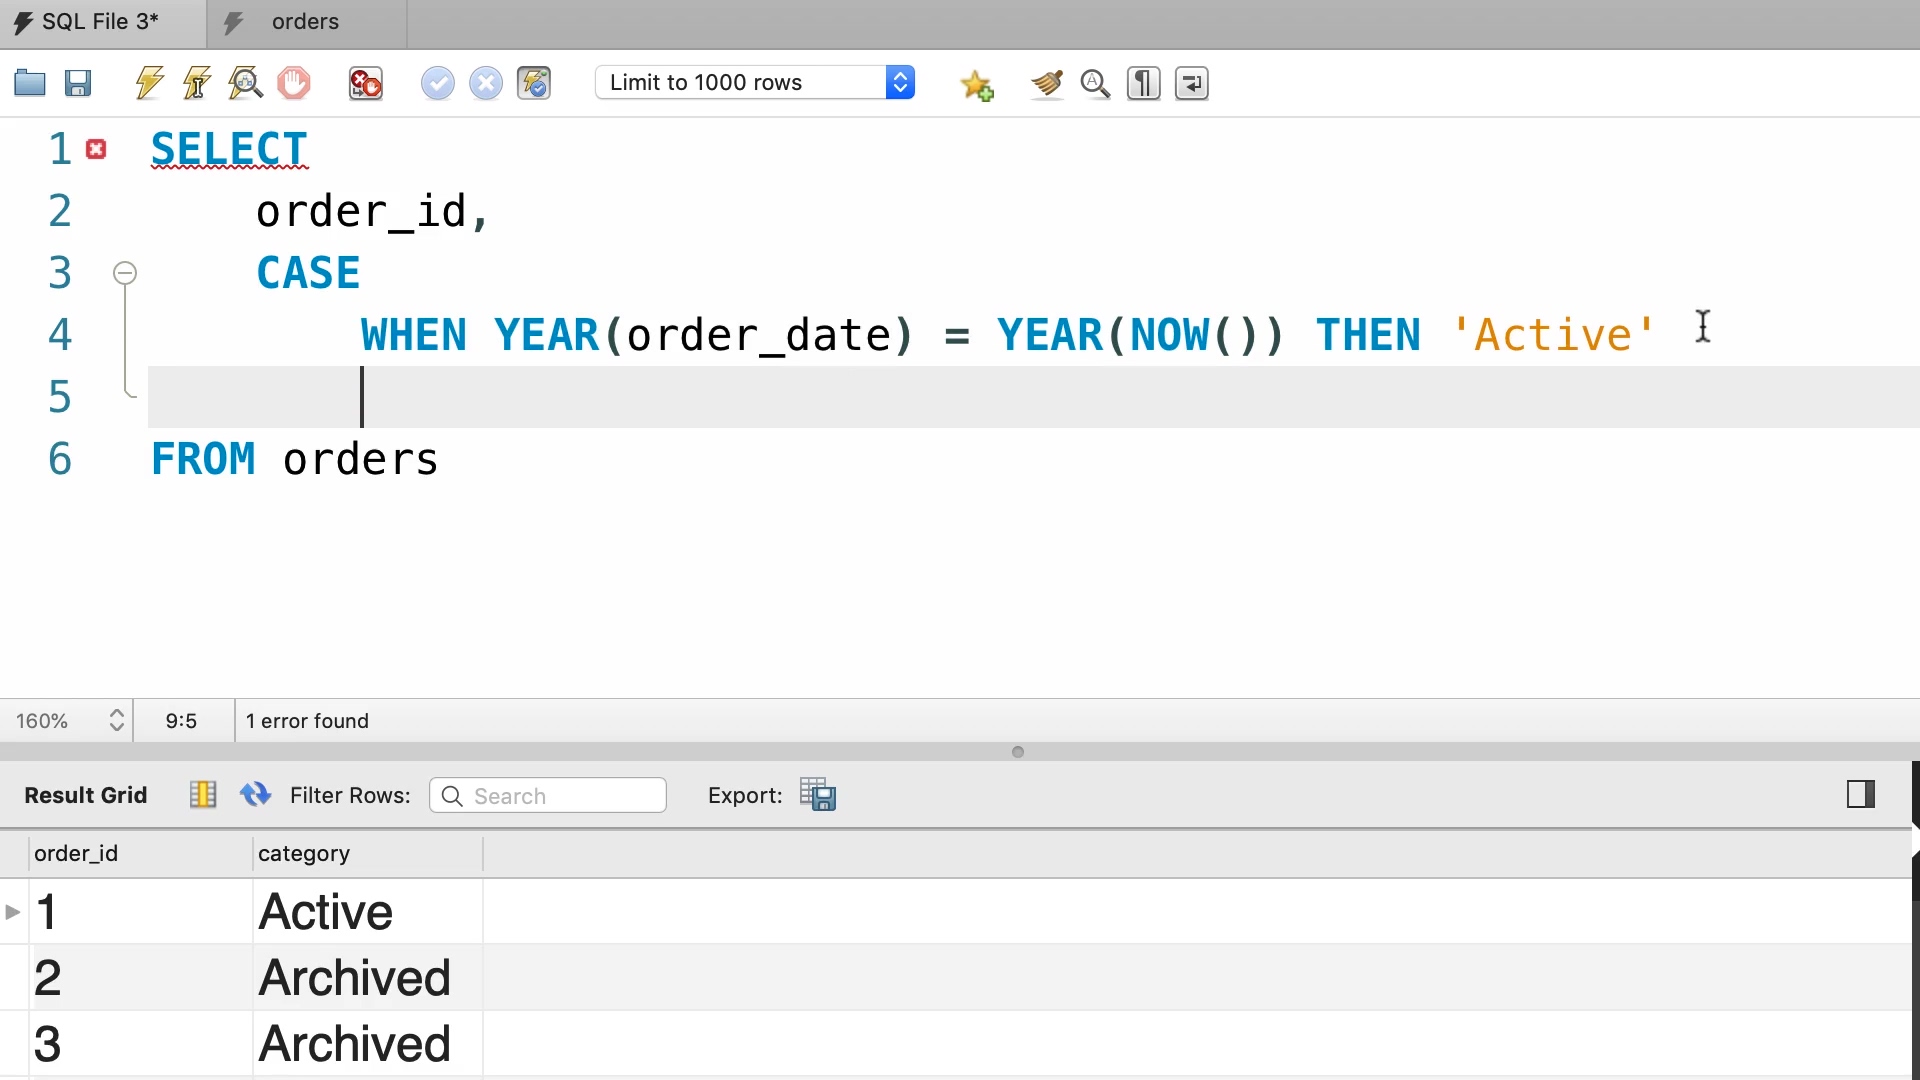 SQL File 3*
orders
Limit to 1000 rows
1 SELECT
2 order_id,
3 CASE
4 WHEN YEAR(order_date) = YEAR(NOW()) THEN 'Active'
5
6 FROM orders
160%
9:5
1 error found
Result Grid
Filter Rows:
Search
Export:
order_id category
1 Active
2 Archived
3 Archived